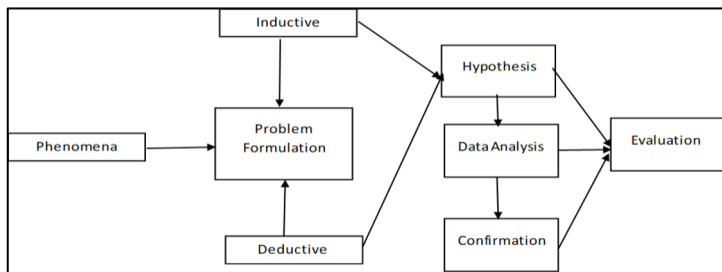 Inductive
Hypothesis
Problem
Formulation
Phenomena
Data Analysis
Evaluation
Deductive
Confirmation